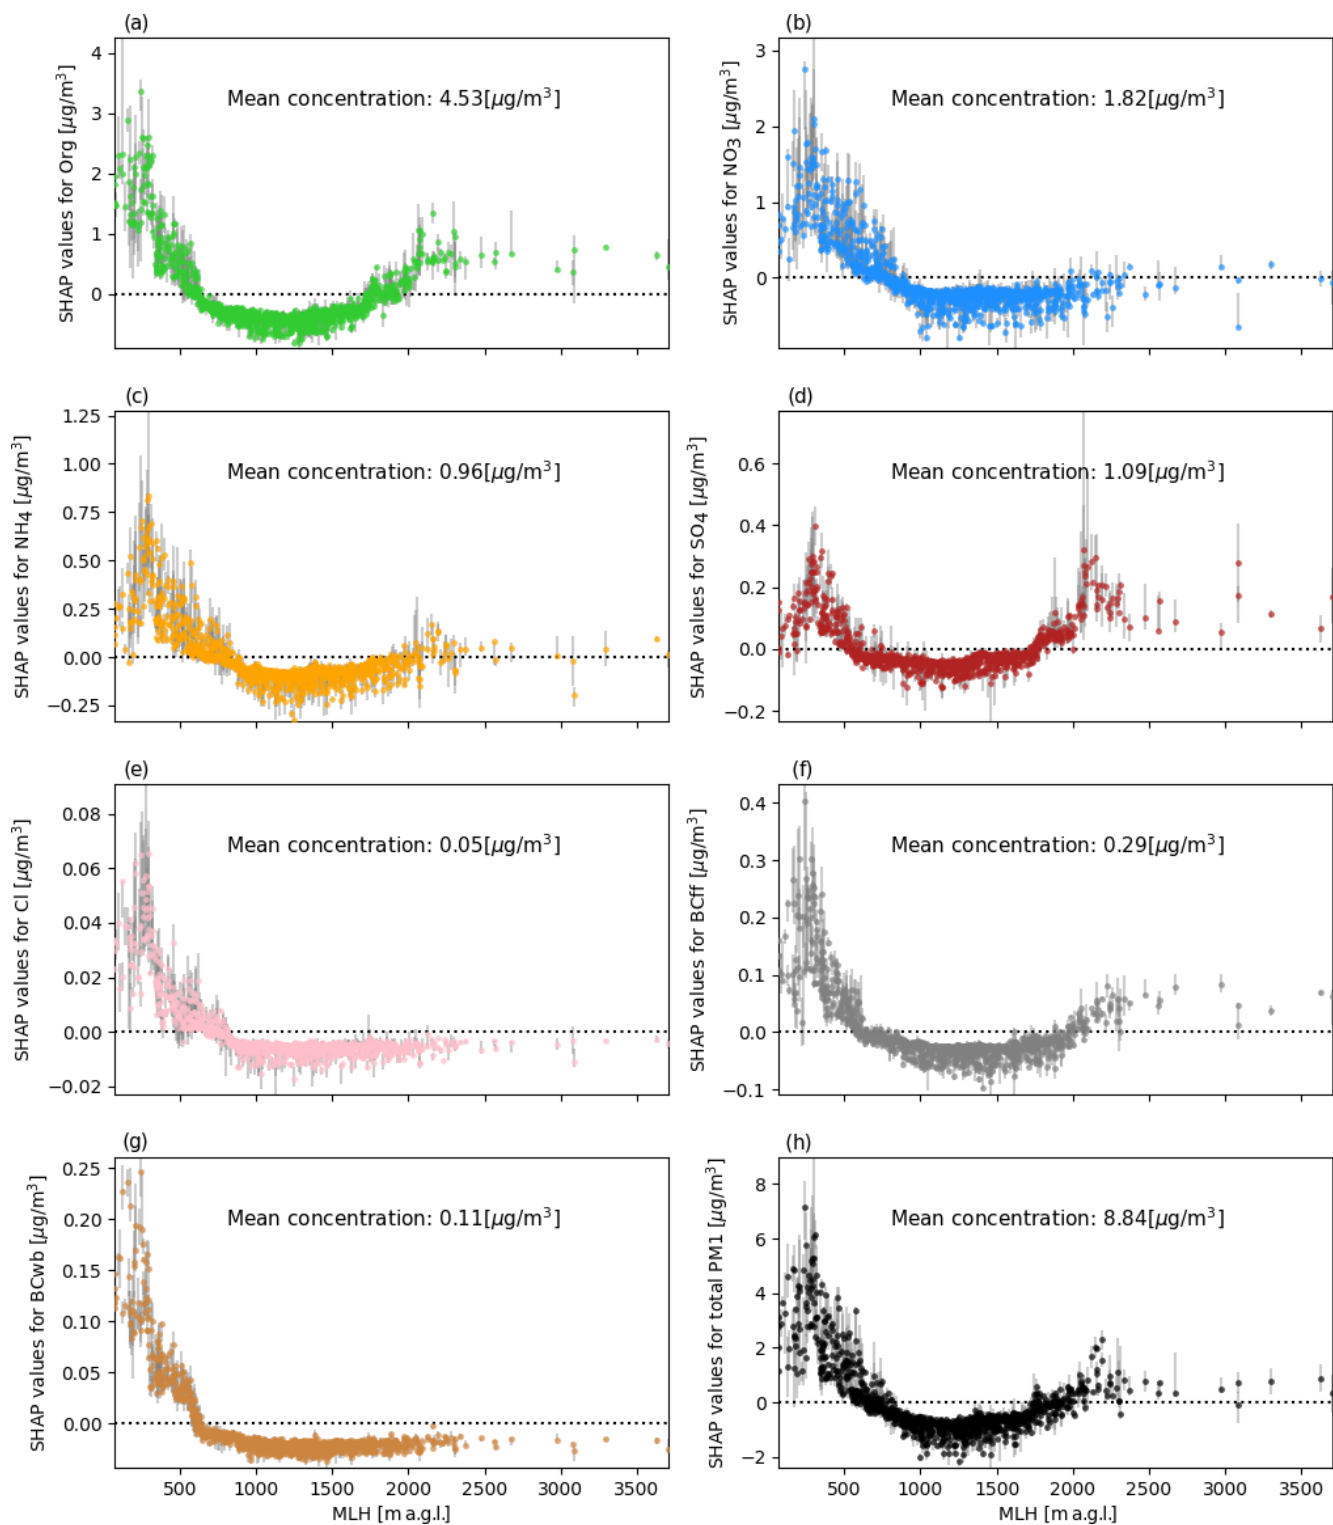 (a)
SHAP values for Org [μg/m³]
4
3
2
1
0
Mean concentration: 4.53[μg/m³]
(b)
SHAP values for NO₃ [μg/m³]
3
2
1
0
Mean concentration: 1.82[μg/m³]
(c)
SHAP values for NH₄ [μg/m³]
1.25
1.00
0.75
0.50
0.25
0.00
−0.25
Mean concentration: 0.96[μg/m³]
(d)
SHAP values for SO₄ [μg/m³]
0.6
0.4
0.2
0.0
−0.2
Mean concentration: 1.09[μg/m³]
(e)
SHAP values for Cl [μg/m³]
0.08
0.06
0.04
0.02
0.00
−0.02
Mean concentration: 0.05[μg/m³]
(f)
SHAP values for BCff [μg/m³]
0.4
0.3
0.2
0.1
0.0
−0.1
Mean concentration: 0.29[μg/m³]
(g)
SHAP values for BCwb [μg/m³]
0.25
0.20
0.15
0.10
0.05
0.00
Mean concentration: 0.11[μg/m³]
500 1000 1500 2000 2500 3000 3500
MLH [m a.g.l.]
(h)
SHAP values for total PM1 [μg/m³]
8
6
4
2
0
−2
Mean concentration: 8.84[μg/m³]
500 1000 1500 2000 2500 3000 3500
MLH [m a.g.l.]